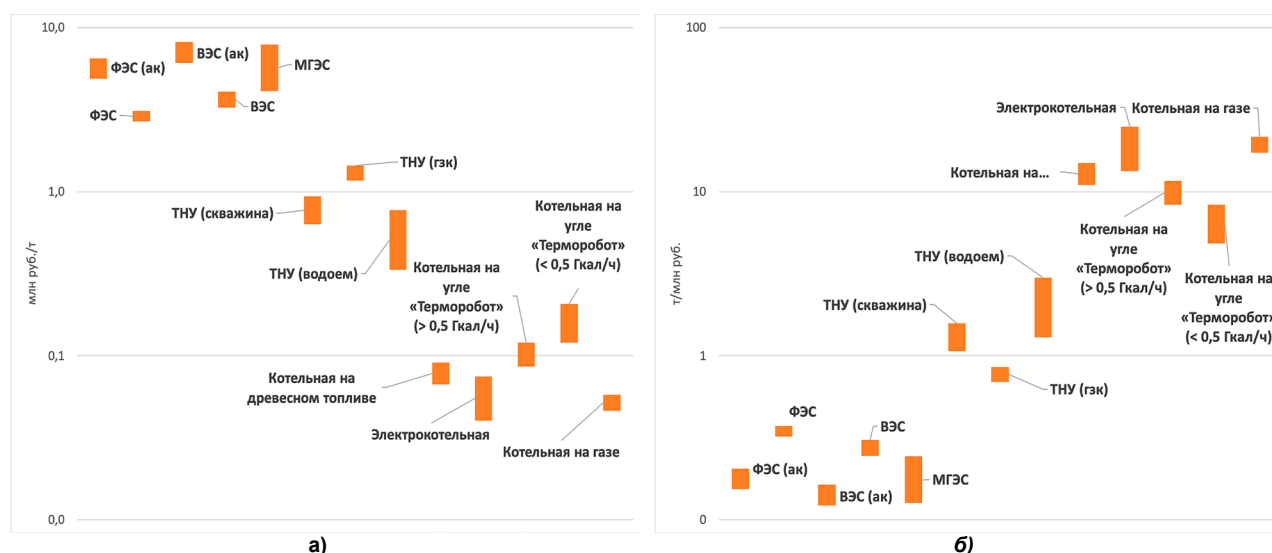 10,0
1,0
0,1
0,0
млн руб./т
ФЭС (ак)
ВЭС (ак)
МГЭС
ФЭС
ВЭС
ТНУ (гзк)
ТНУ (скважина)
ТНУ (водоем)
Котельная на
угле
«Терморобот»
(> 0,5 Гкал/ч)
Котельная на
угле
«Терморобот»
(< 0,5 Гкал/ч)
Котельная на
древесном топливе
Электрокотельная
Котельная на газе
а)
100
10
1
0
т/млн руб.
Электрокотельная
Котельная на газе
Котельная на...
Котельная на
угле
«Терморобот»
(> 0,5 Гкал/ч)
Котельная на
угле
«Терморобот»
(< 0,5 Гкал/ч)
ТНУ (водоем)
ТНУ (скважина)
ТНУ (гзк)
ФЭС
ВЭС
ФЭС (ак)
ВЭС (ак)
МГЭС
б)